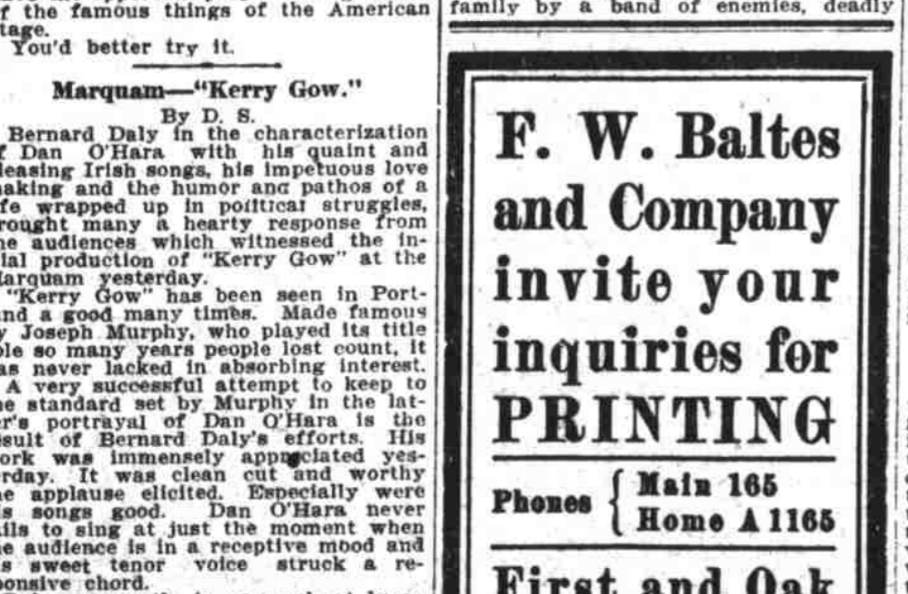 f the famous things of the American
tage.
You'd better try it.
Marquam—"Kerry Gow."
By D. S.
Bernard Daly in the characterization
f Dan O'Hara with his quaint and
leasing Irish songs, his impetuous love
aking and the humor and pathos of a
fe wrapped up in political struggles,
rought many a hearty response from
he audiences which witnessed the in-
tial production of "Kerry Gow" at the
arquam yesterday.
"Kerry Gow" has been seen in Port-
nd a good many times. Made famous
y Joseph Murphy, who played its title
ole so many years people lost count, it
as never lacked in absorbing interest.
A very successful attempt to keep to
he standard set by Murphy in the lat-
er's portrayal of Dan O'Hara is the
esult of Bernard Daly's efforts. His
ork was immensely appreciated yes-
erday. It was clean cut and worthy
he applause elicited. Especially were
s songs good. Dan O'Hara never
ails to sing at just the moment when
he audience is in a receptive mood and
s sweet tenor voice struck a re-
ponsive chord.
family by a band of enemies, deadly
F. W. Baltes
and Company
invite your
inquiries for
PRINTING
Phones { Main 165
Home A 1165
First and Oak